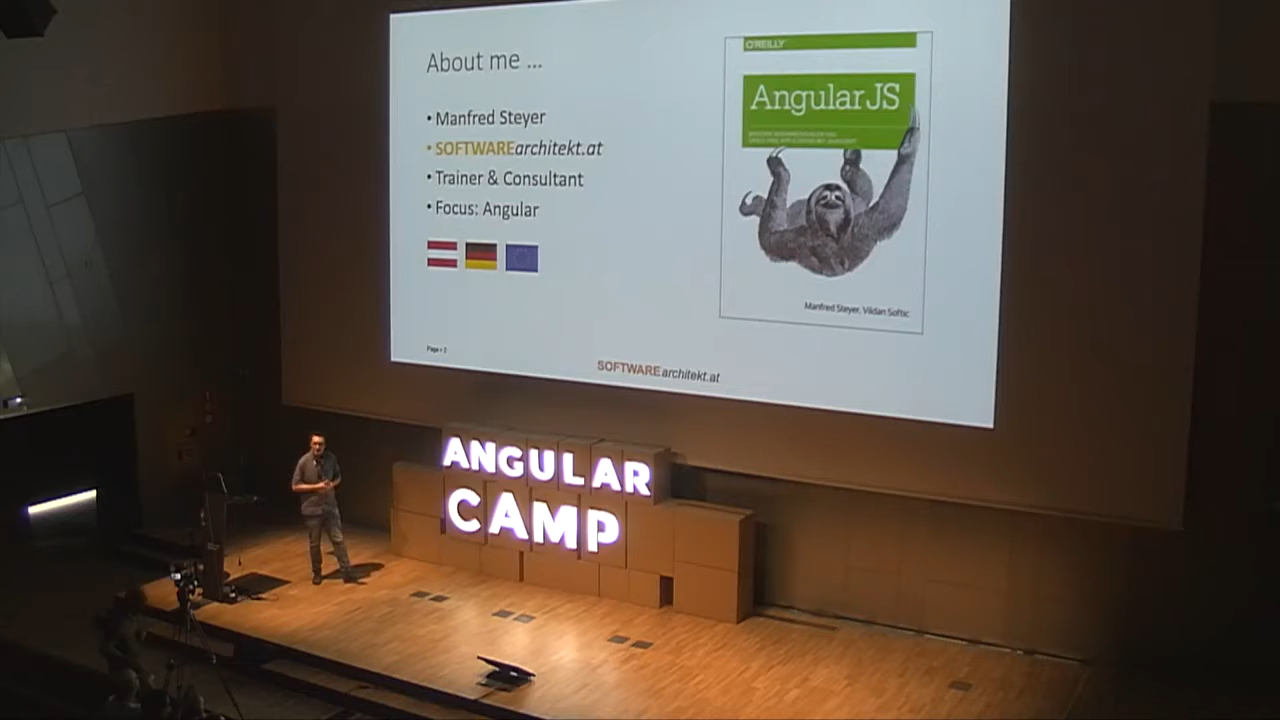 About me ...
• Manfred Steyer
• SOFTWAREarchitekt.at
• Trainer & Consultant
• Focus: Angular
O'REILLY
AngularJS
Manfred Steyer, Vildan Softic
SOFTWAREarchitekt.at
ANGULAR
CAMP